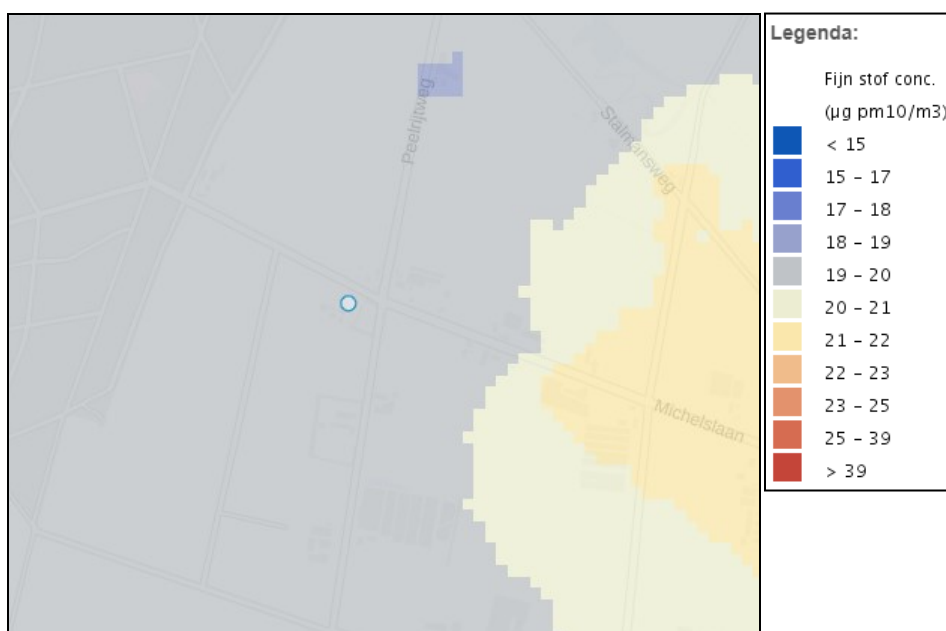 Peelrijtweg
Stalmansweg
Michelslaan
Legenda:
Fijn stof conc.
(µg pm10/m3)
< 15
15 – 17
17 – 18
18 – 19
19 – 20
20 – 21
21 – 22
22 – 23
23 – 25
25 – 39
> 39